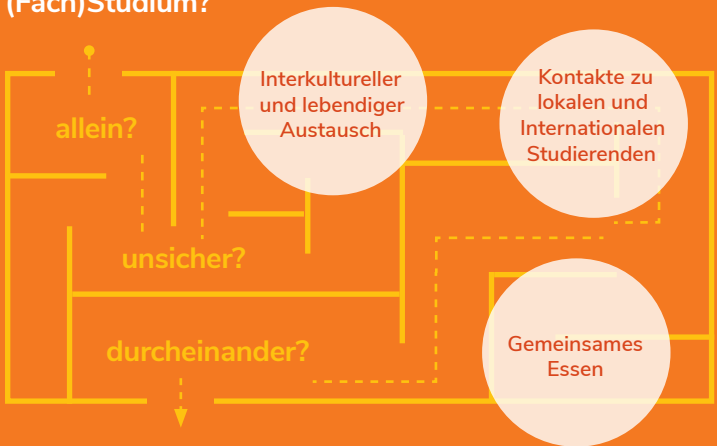 (Fach)Studium?
allein?
Interkultureller
und lebendiger
Austausch
Kontakte zu
lokalen und
Internationalen
Studierenden
unsicher?
durcheinander?
Gemeinsames
Essen